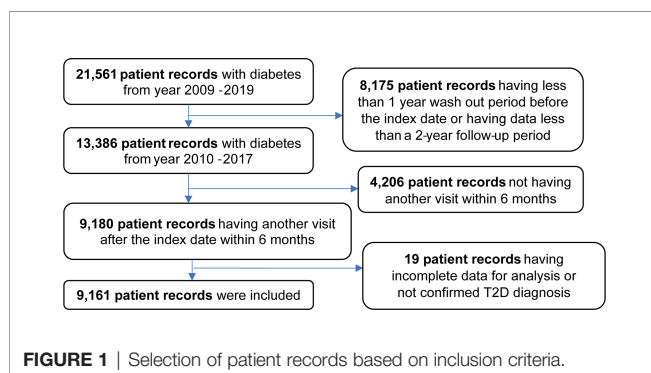 21,561 patient records with diabetes
from year 2009 -2019
8,175 patient records having less
than 1 year wash out period before
the index date or having data less
than a 2-year follow-up period
13,386 patient records with diabetes
from year 2010 -2017
4,206 patient records not having
another visit within 6 months
9,180 patient records having another visit
after the index date within 6 months
19 patient records having
incomplete data for analysis or
not confirmed T2D diagnosis
9,161 patient records were included
FIGURE 1 | Selection of patient records based on inclusion criteria.